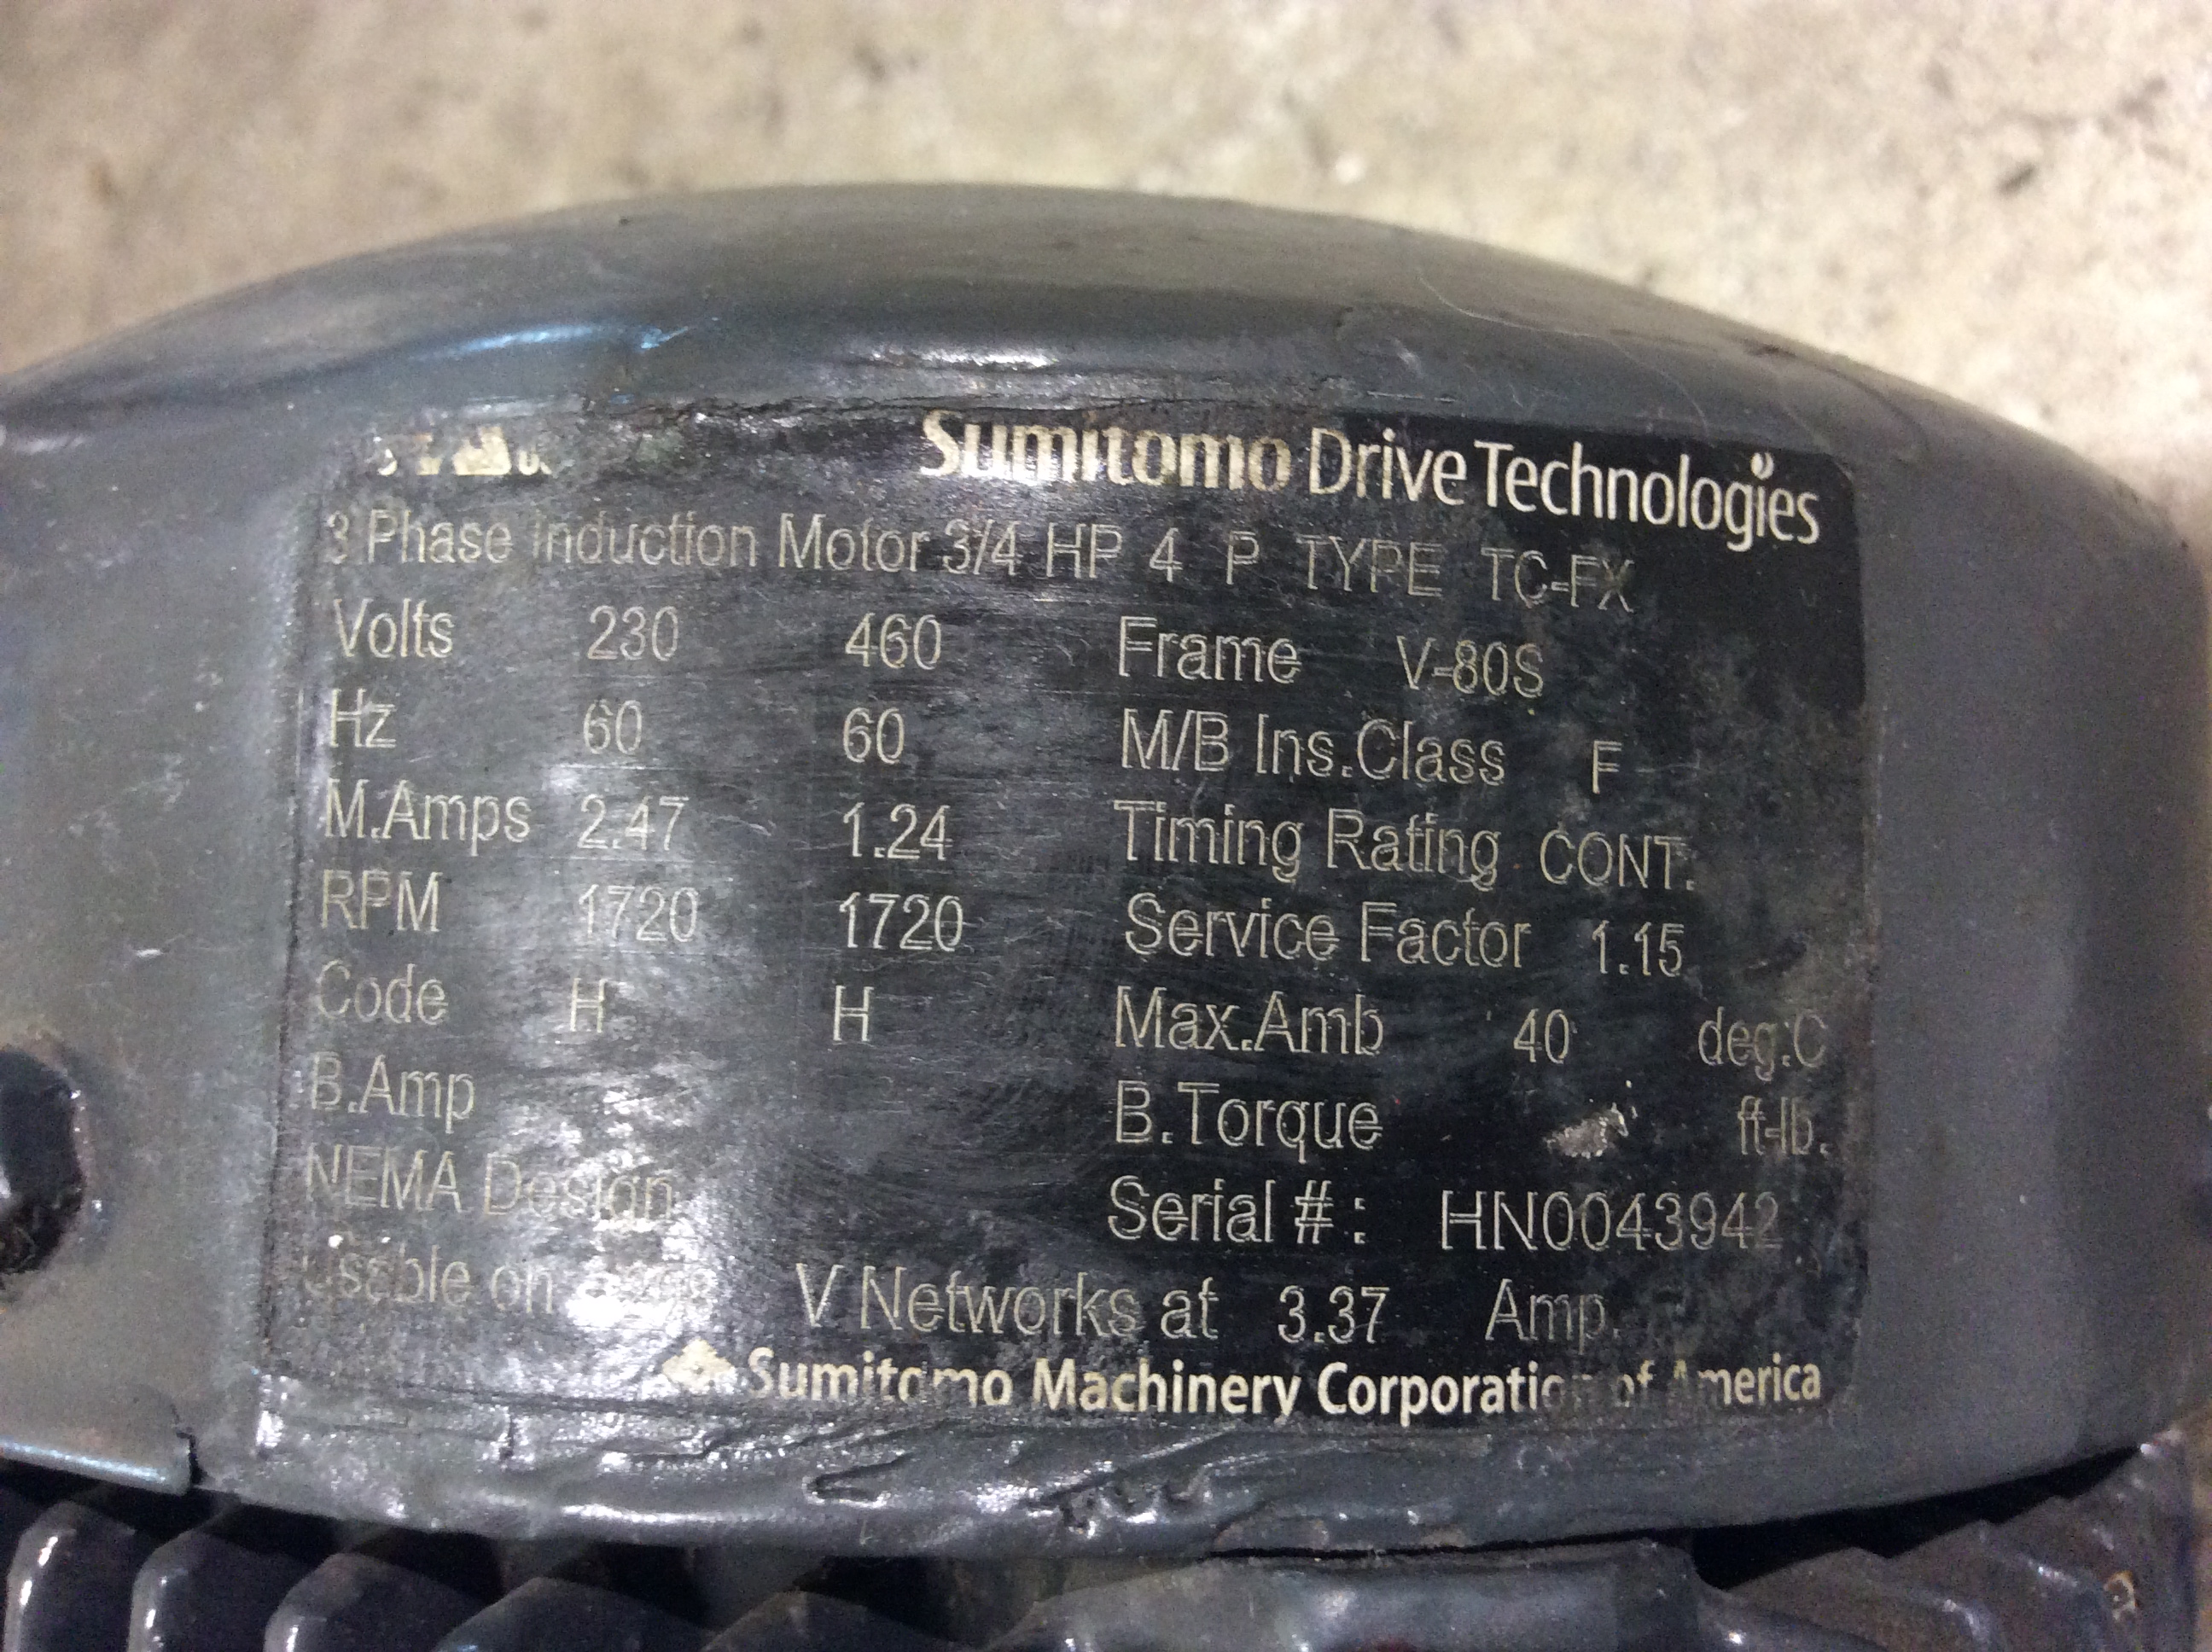 Sumitomo Drive Technologies
3 Phase Induction Motor 3/4 HP 4 P TYPE TC-FX
Volts 230 460 Frame V-80S
Hz 60 60 M/B Ins.Class F
M.Amps 2.47 1.24 Timing Rating CONT.
RPM 1720 1720 Service Factor 1.15
Code H H Max.Amb 40 deg.C
B.Amp B.Torque ft-lb.
NEMA Design Serial #: HN0043942
Usable on V Networks at 3.37 Amp.
Sumitomo Machinery Corporation of America